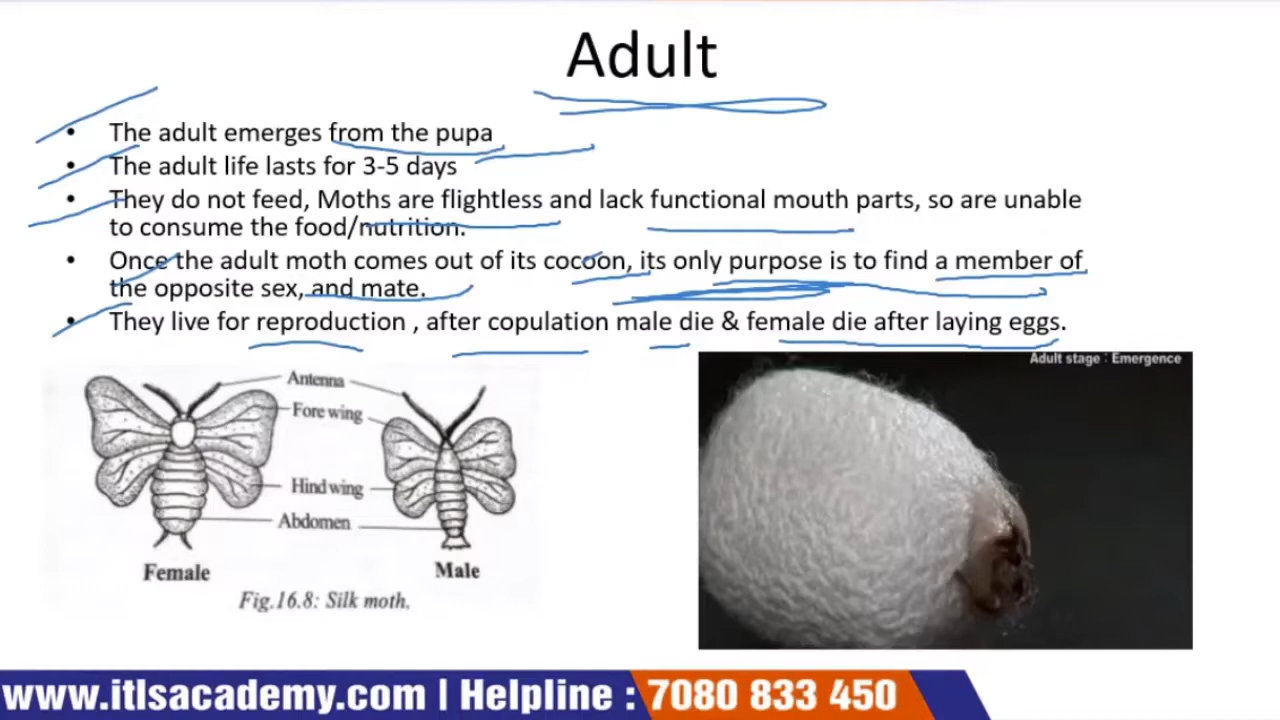 Adult
• The adult emerges from the pupa
• The adult life lasts for 3-5 days
• They do not feed, Moths are flightless and lack functional mouth parts, so are unable
to consume the food/nutrition.
• Once the adult moth comes out of its cocoon, its only purpose is to find a member of
the opposite sex, and mate.
• They live for reproduction , after copulation male die & female die after laying eggs.
Adult stage : Emergence
Antenna
Fore wing
Hind wing
Abdomen
Female
Male
Fig.16.8: Silk moth.
www.itlsacademy.com | Helpline : 7080 833 450